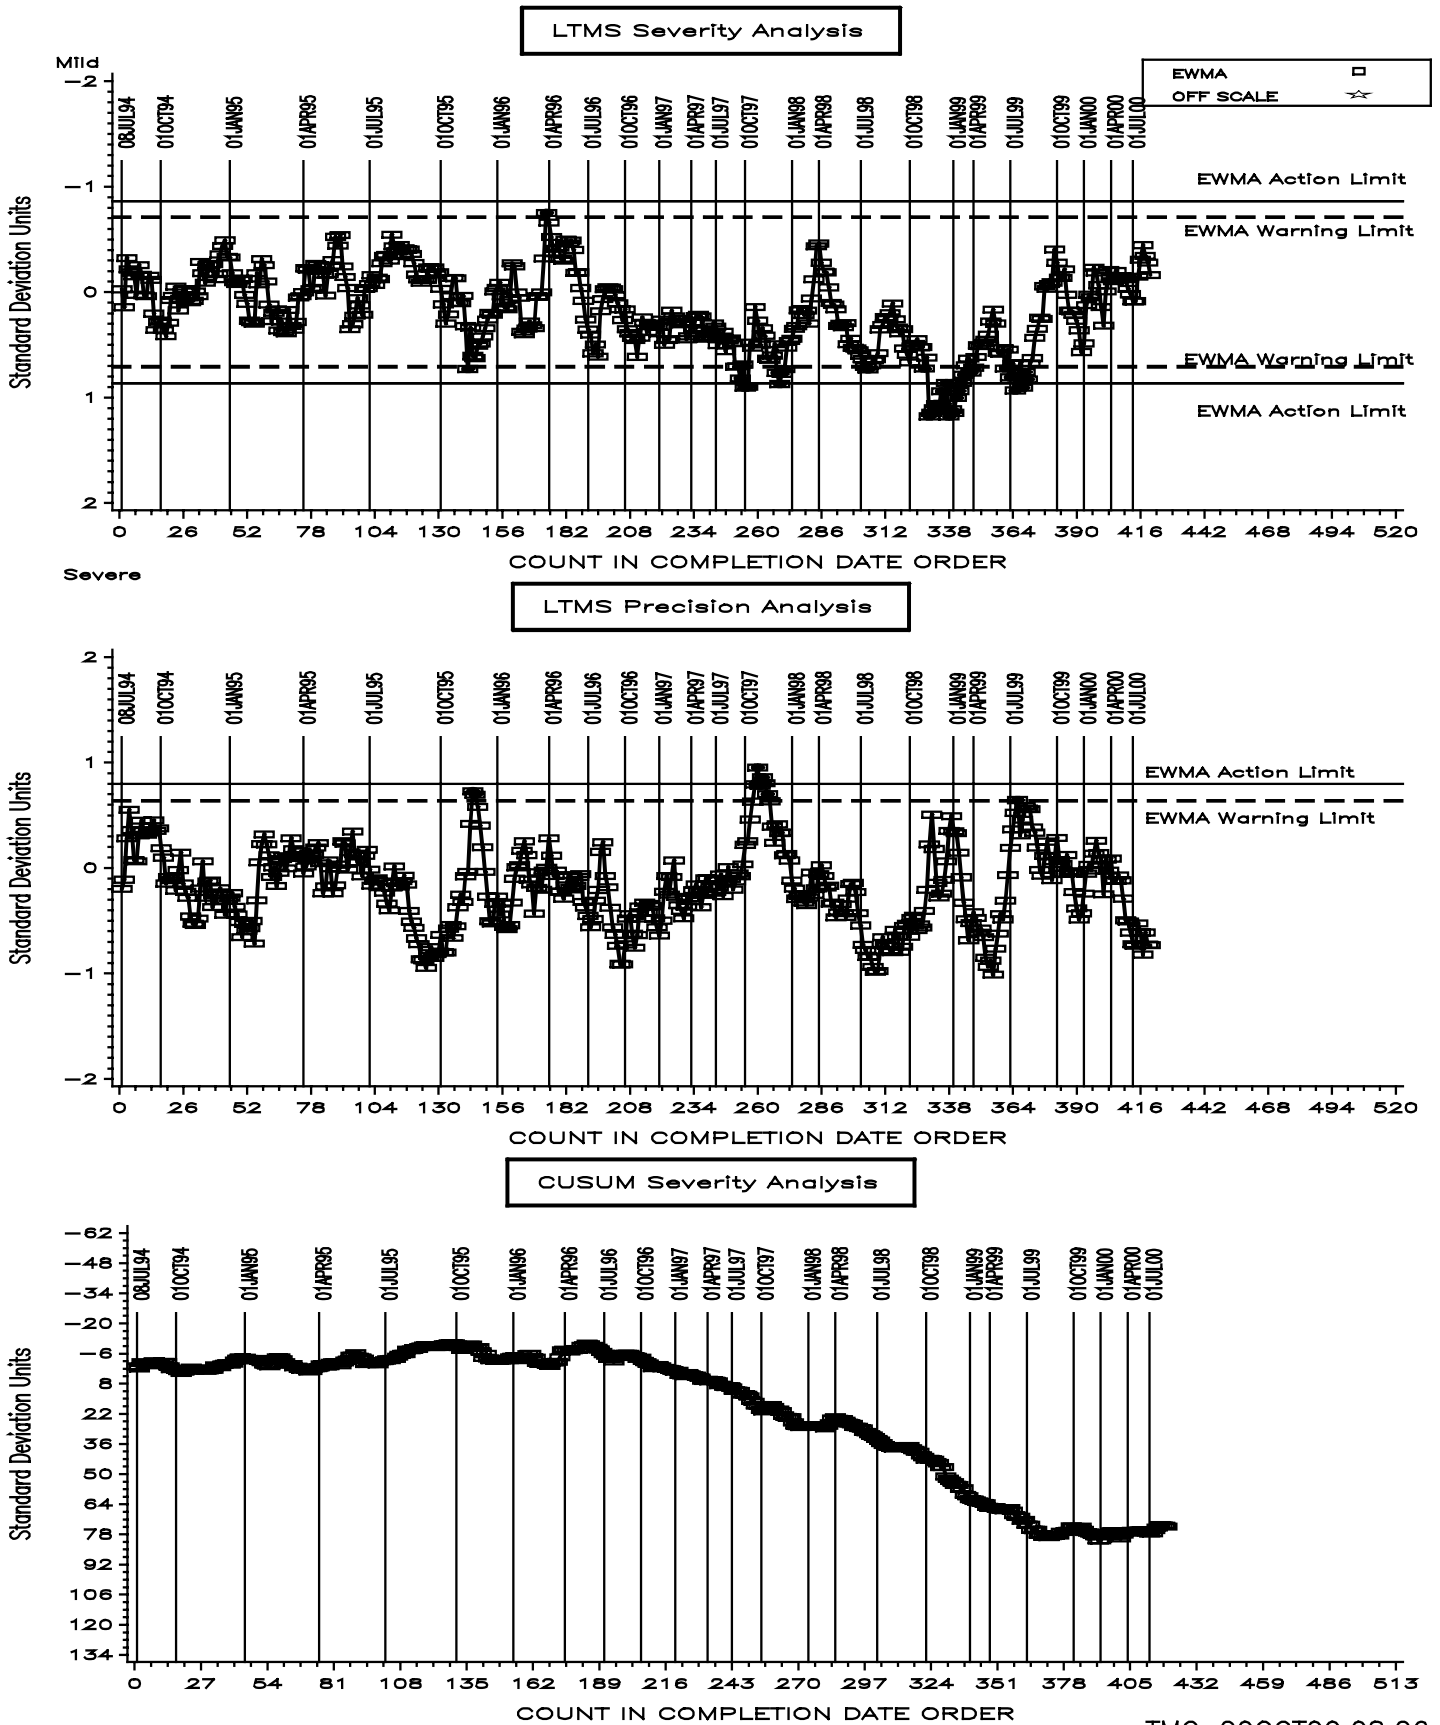 LTMS Severity Analysis
Mild
EWMA
OFF SCALE
08JUL94 01OCT94 01JAN95 01APR95 01JUL95 01OCT95 01JAN96 01APR96 01JUL96 01OCT96 01JAN97 01APR97 01JUL97 01OCT97 01JAN98 01APR98 01JUL98 01OCT98 01JAN99 01APR99 01JUL99 01OCT99 01JAN00 01APR00 01JUL00
Standard Deviation Units
-2
-1
0
1
2
EWMA Action Limit
EWMA Warning Limit
EWMA Warning Limit
EWMA Action Limit
0 26 52 78 104 130 156 182 208 234 260 286 312 338 364 390 416 442 468 494 520
COUNT IN COMPLETION DATE ORDER
Severe
LTMS Precision Analysis
08JUL94 01OCT94 01JAN95 01APR95 01JUL95 01OCT95 01JAN96 01APR96 01JUL96 01OCT96 01JAN97 01APR97 01JUL97 01OCT97 01JAN98 01APR98 01JUL98 01OCT98 01JAN99 01APR99 01JUL99 01OCT99 01JAN00 01APR00 01JUL00
Standard Deviation Units
2
1
0
-1
-2
EWMA Action Limit
EWMA Warning Limit
0 26 52 78 104 130 156 182 208 234 260 286 312 338 364 390 416 442 468 494 520
COUNT IN COMPLETION DATE ORDER
CUSUM Severity Analysis
08JUL94 01OCT94 01JAN95 01APR95 01JUL95 01OCT95 01JAN96 01APR96 01JUL96 01OCT96 01JAN97 01APR97 01JUL97 01OCT97 01JAN98 01APR98 01JUL98 01OCT98 01JAN99 01APR99 01JUL99 01OCT99 01JAN00 01APR00 01JUL00
Standard Deviation Units
-62
-48
-34
-20
-6
8
22
36
50
64
78
92
106
120
134
0 27 54 81 108 135 162 189 216 243 270 297 324 351 378 405 432 459 486 513
COUNT IN COMPLETION DATE ORDER